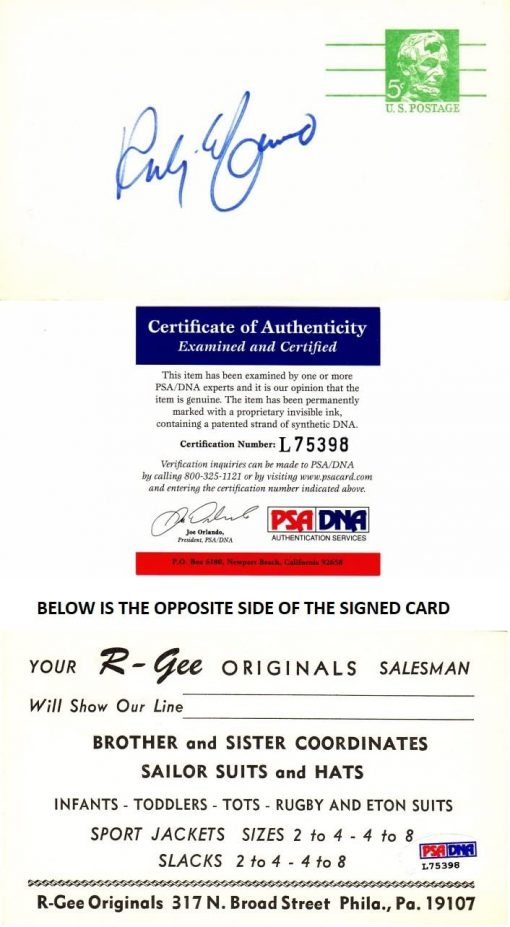 5c
U.S. POSTAGE
Certificate of Authenticity
Examined and Certified
This item has been examined by one or more
PSA/DNA experts and it is our opinion that the
item is genuine. The item has been permanently
marked with a proprietary invisible ink,
containing a patented strand of synthetic DNA.
Certification Number: L75398
Verification inquiries can be made to PSA/DNA
by calling 800-325-1121 or by visiting www.psacard.com
and entering the certification number indicated above.
Joe Orlando,
President, PSA/DNA
PSA DNA
AUTHENTICATION SERVICES
P.O. Box 6180, Newport Beach, California 92658
BELOW IS THE OPPOSITE SIDE OF THE SIGNED CARD
YOUR R-Gee ORIGINALS SALESMAN
Will Show Our Line
BROTHER and SISTER COORDINATES
SAILOR SUITS and HATS
INFANTS - TODDLERS - TOTS - RUGBY AND ETON SUITS
SPORT JACKETS SIZES 2 to 4 - 4 to 8
SLACKS 2 to 4 - 4 to 8
PSA DNA
L75398
R-Gee Originals 317 N. Broad Street Phila., Pa. 19107